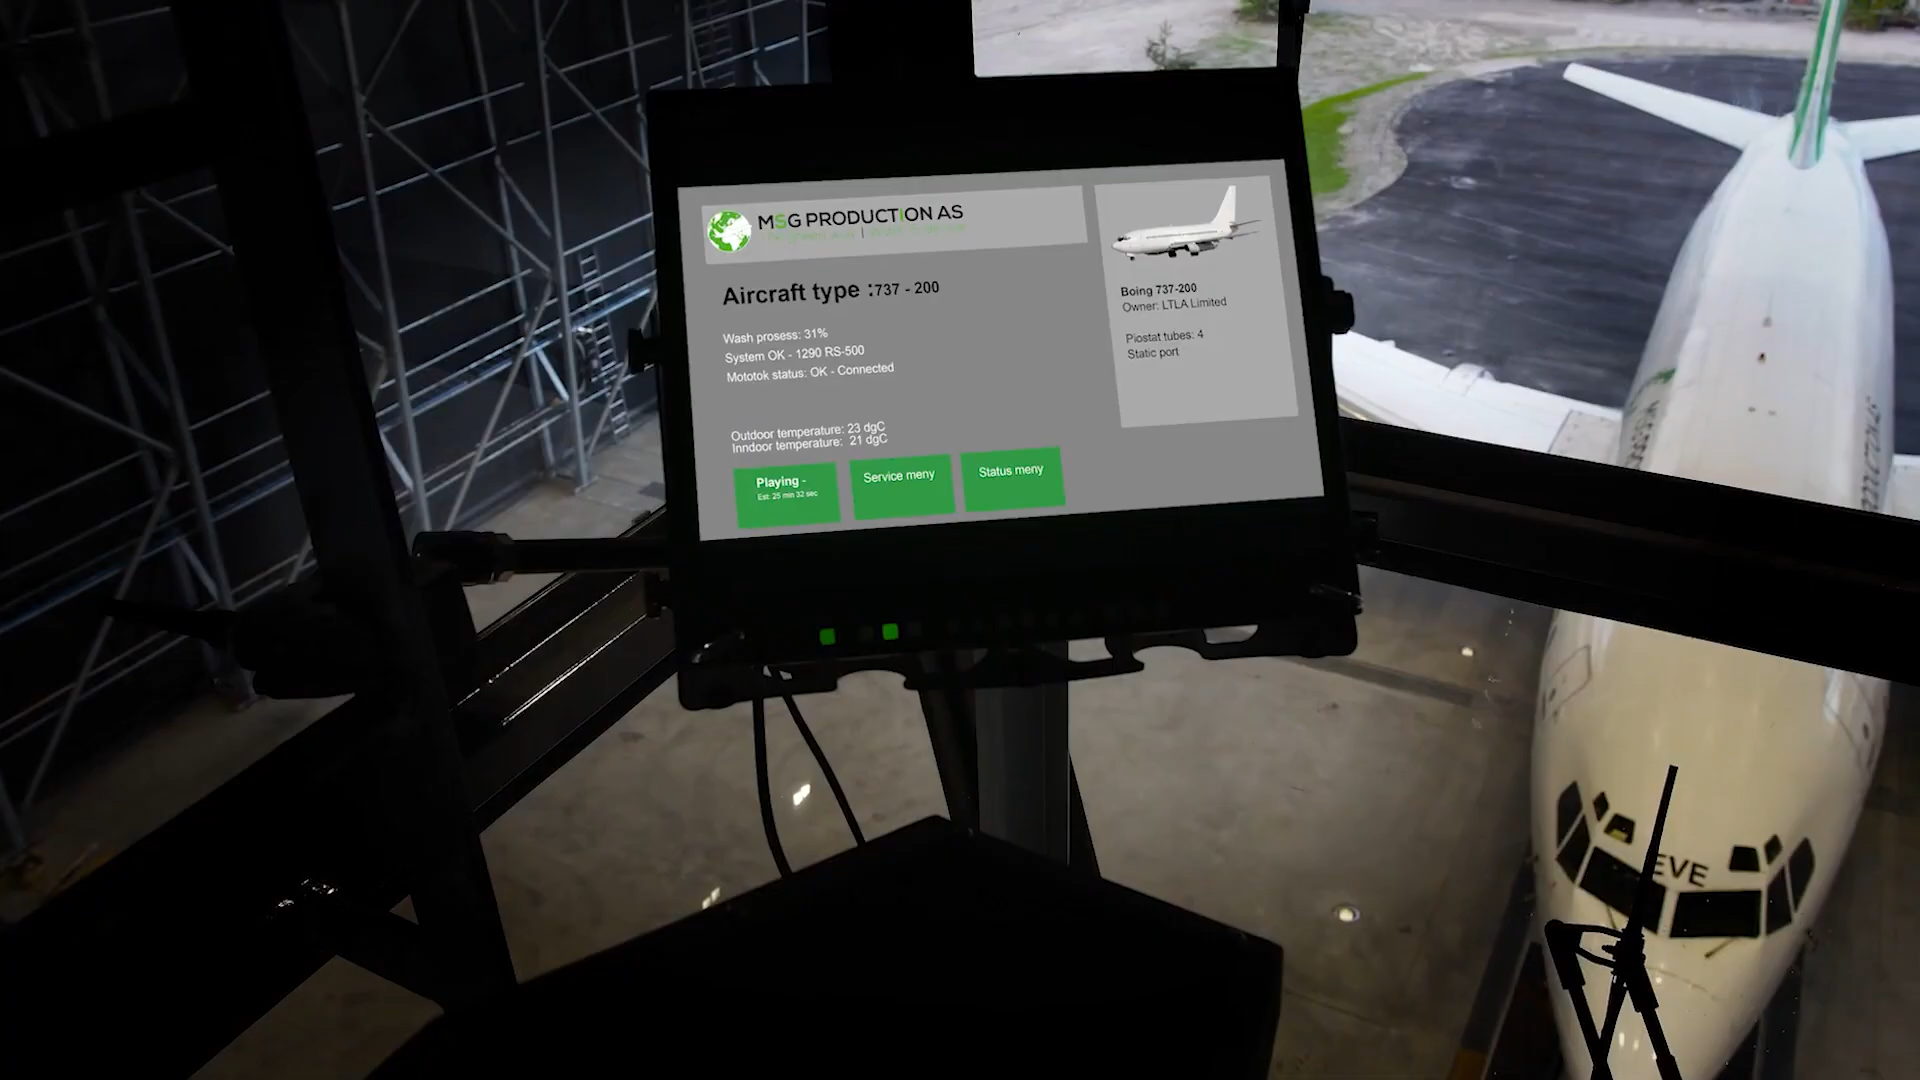 MSG PRODUCTION AS
Aircraft type :737 - 200
Wash prosess: 31%
System OK - 1290 RS-500
Mototok status: OK - Connected
Outdoor temperature: 23 dgC
Inndoor temperature: 21 dgC
Playing -
Est: 25 min 32 sec
Service meny
Status meny
Boing 737-200
Owner: LTLA Limited
Piostat tubes: 4
Static port
EVE